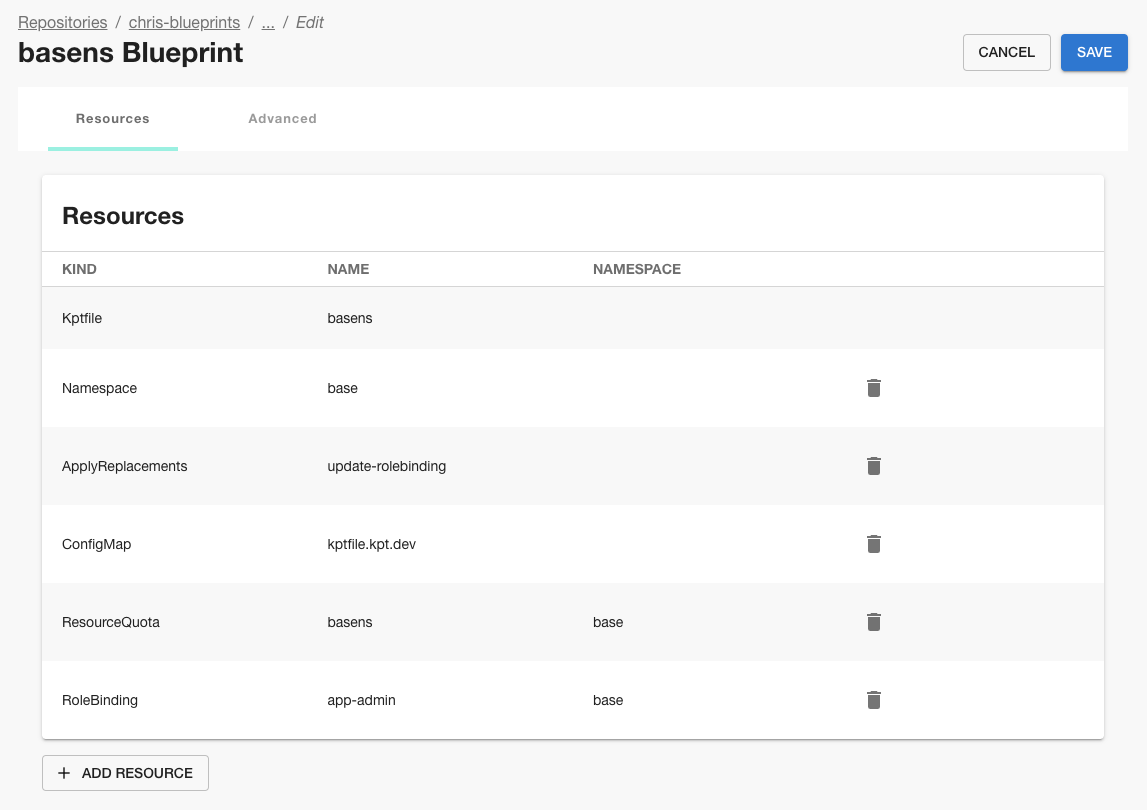 Repositories / chris-blueprints / ... / Edit
basens Blueprint
CANCEL SAVE
Resources Advanced
Resources
KIND NAME NAMESPACE
Kptfile basens
Namespace base
ApplyReplacements update-rolebinding
ConfigMap kptfile.kpt.dev
ResourceQuota basens base
RoleBinding app-admin base
+ ADD RESOURCE